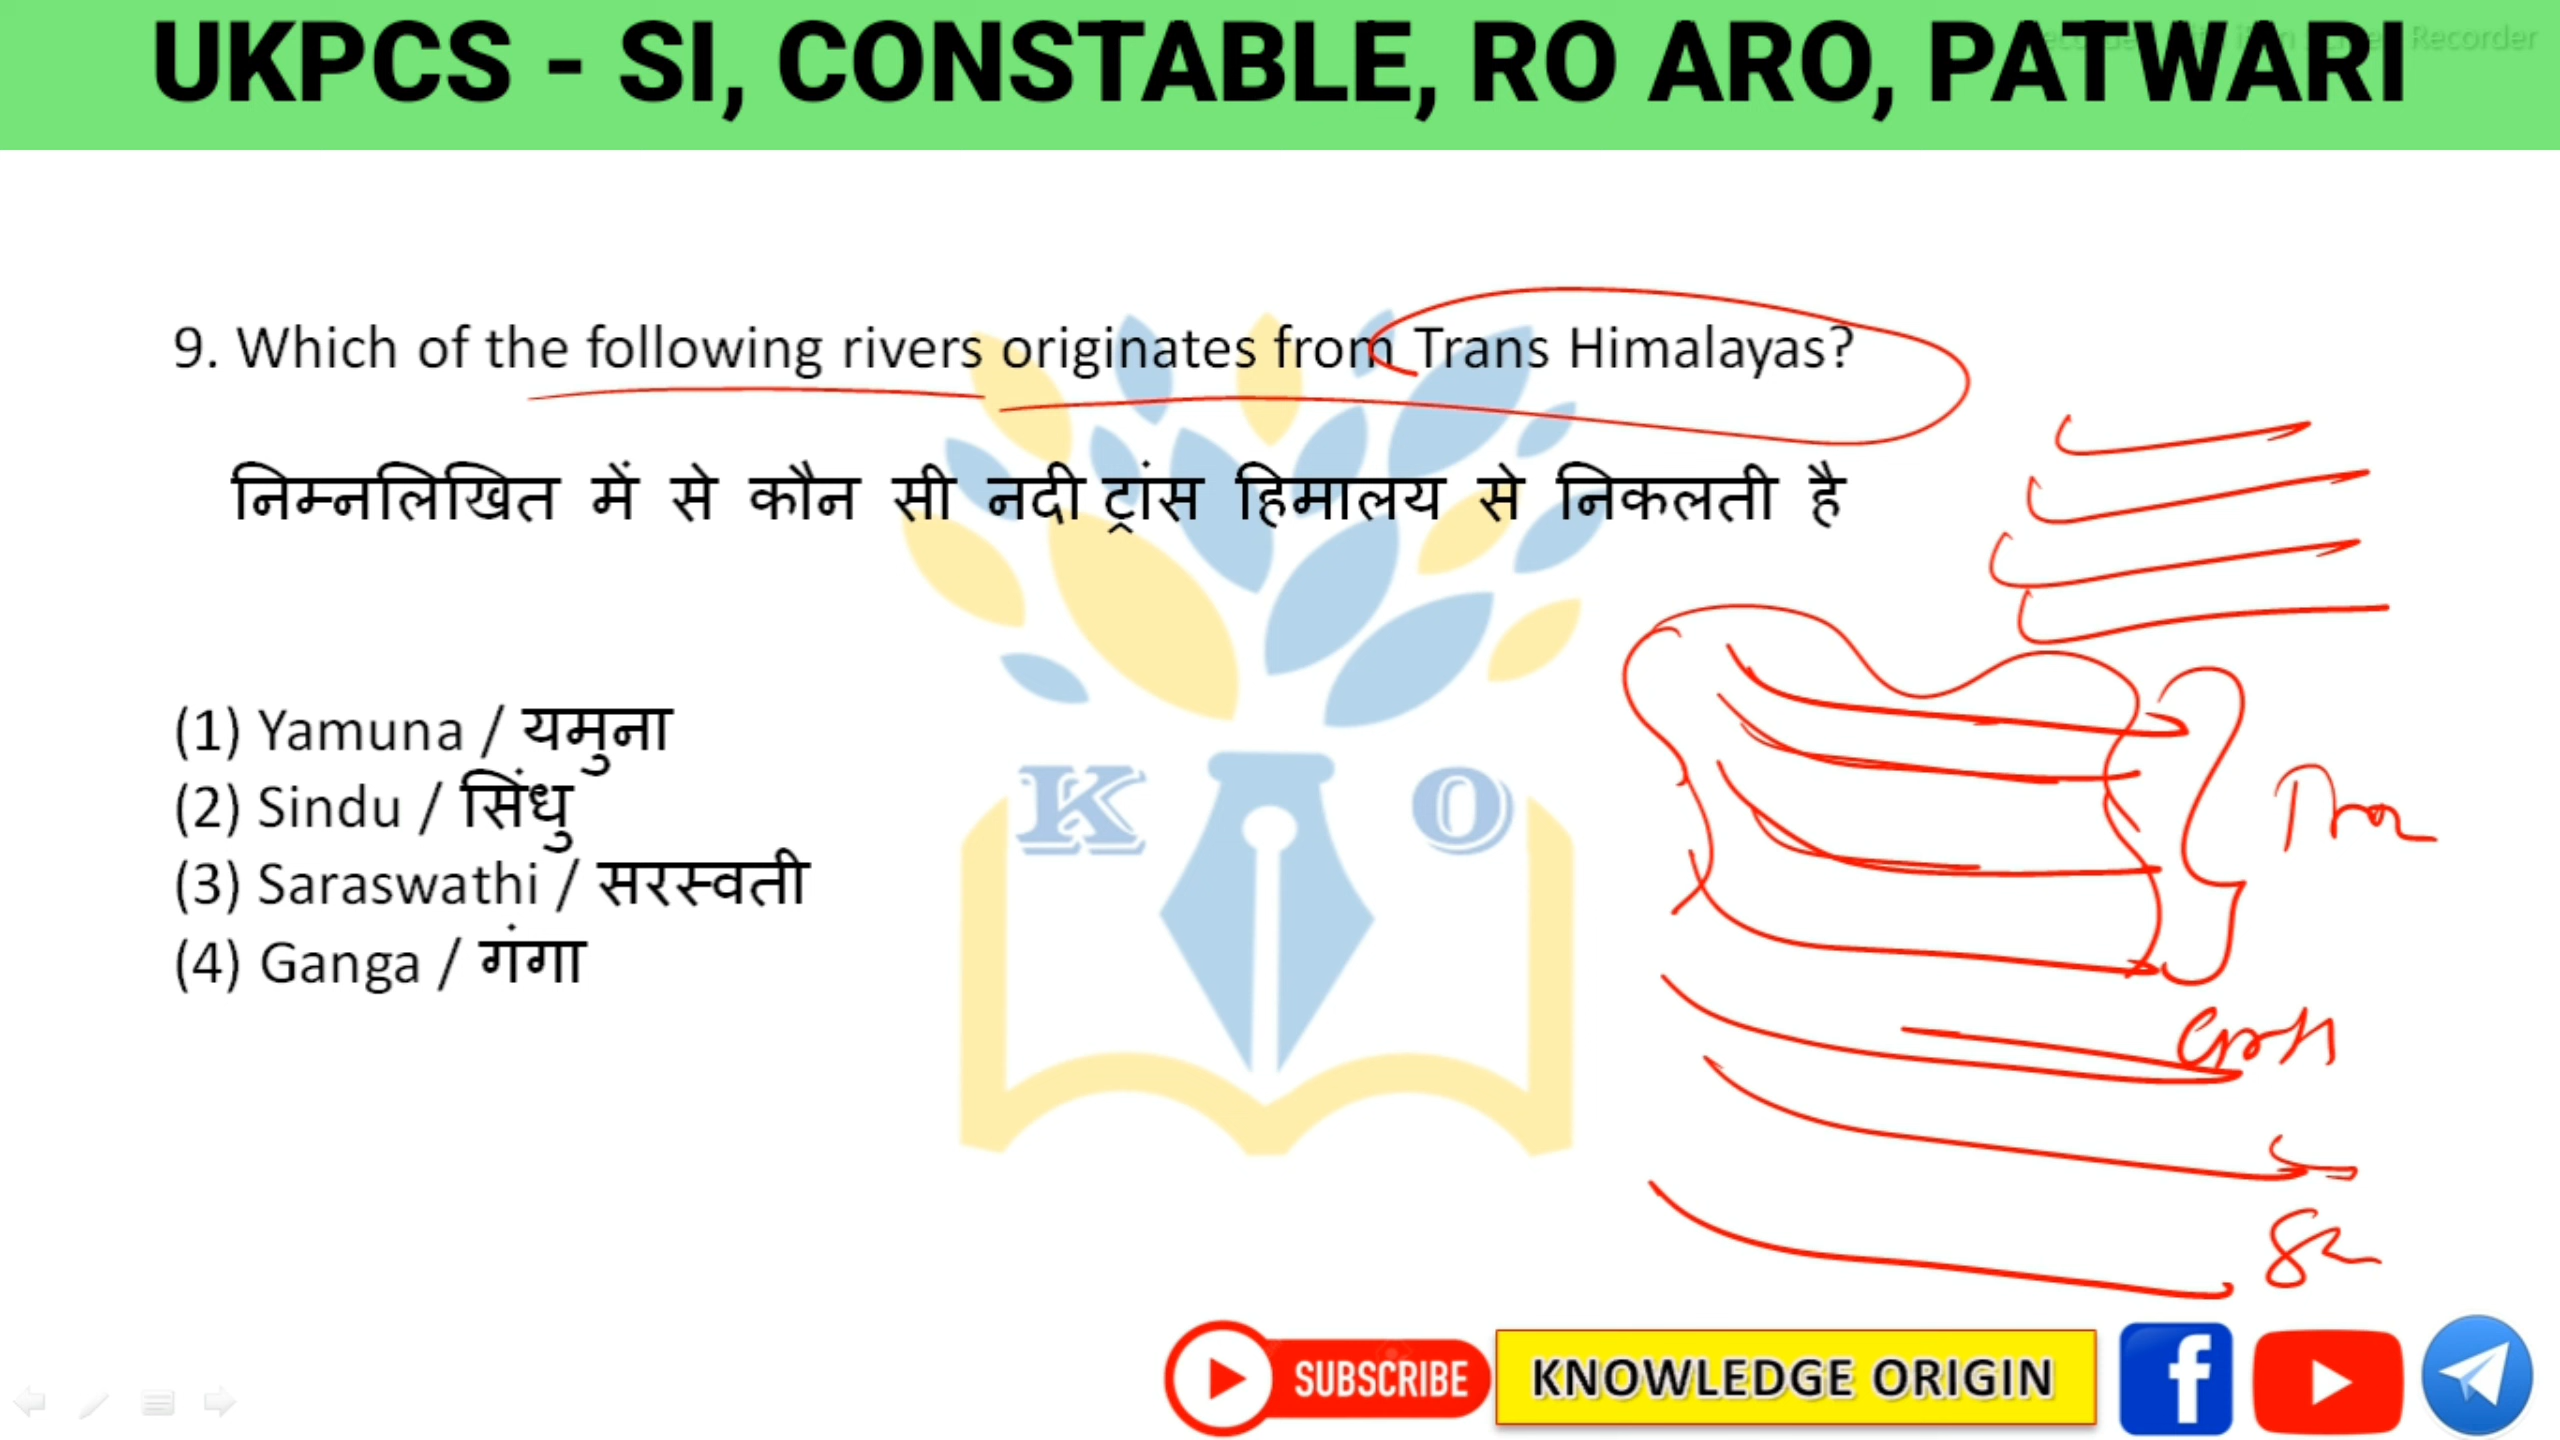 UKPCS - SI, CONSTABLE, RO ARO, PATWARI
9. Which of the following rivers originates from Trans Himalayas?
निम्नलिखित में से कौन सी नदी ट्रांस हिमालय से निकलती है
(1) Yamuna / यमुना
(2) Sindu / सिंधु
(3) Saraswathi / सरस्वती
(4) Ganga / गंगा
K O
SUBSCRIBE
KNOWLEDGE ORIGIN